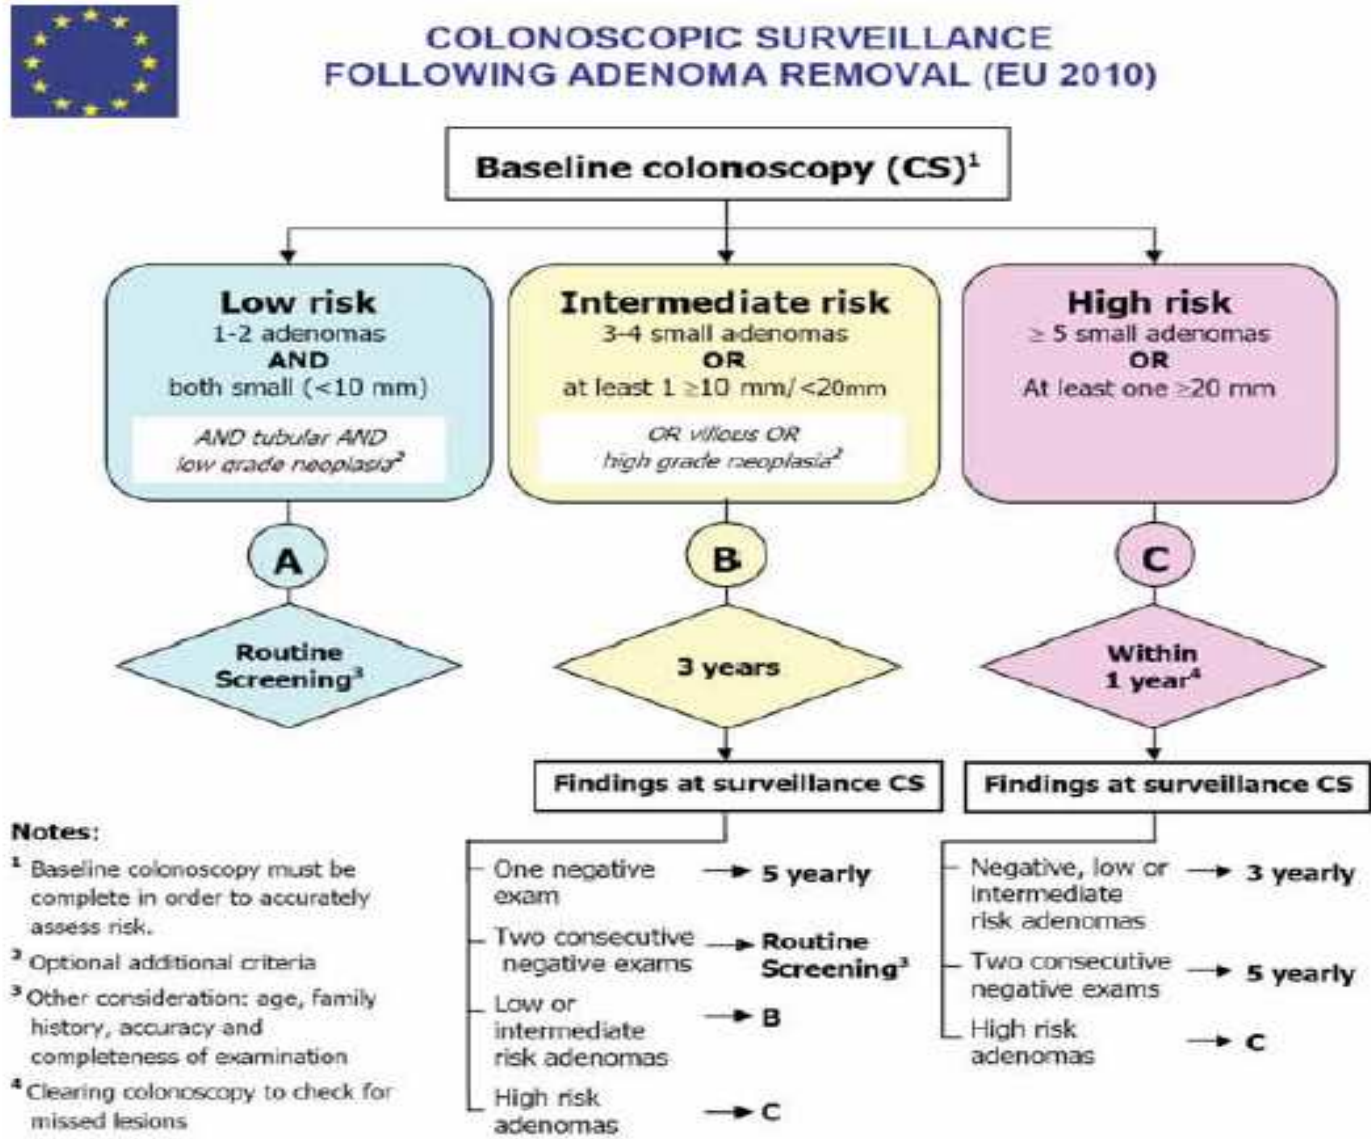 COLONOSCOPIC SURVEILLANCE
FOLLOWING ADENOMA REMOVAL (EU 2010)
Baseline colonoscopy (CS)¹
Low risk
1-2 adenomas
AND
both small (<10 mm)
AND tubular AND
low grade neoplasia²
Intermediate risk
3-4 small adenomas
OR
at least 1 ≥10 mm/<20mm
OR villous OR
high grade neoplasia²
High risk
≥ 5 small adenomas
OR
At least one ≥20 mm
A
B
C
Routine
Screening³
3 years
Within
1 year⁴
Findings at surveillance CS
One negative
exam
5 yearly
Two consecutive
negative exams
Routine
Screening³
Low or
intermediate
risk adenomas
B
High risk
adenomas
C
Findings at surveillance CS
Negative, low or
intermediate
risk adenomas
3 yearly
Two consecutive
negative exams
5 yearly
High risk
adenomas
C
Notes:
¹ Baseline colonoscopy must be
complete in order to accurately
assess risk.
² Optional additional criteria
³ Other consideration: age, family
history, accuracy and
completeness of examination
⁴ Clearing colonoscopy to check for
missed lesions